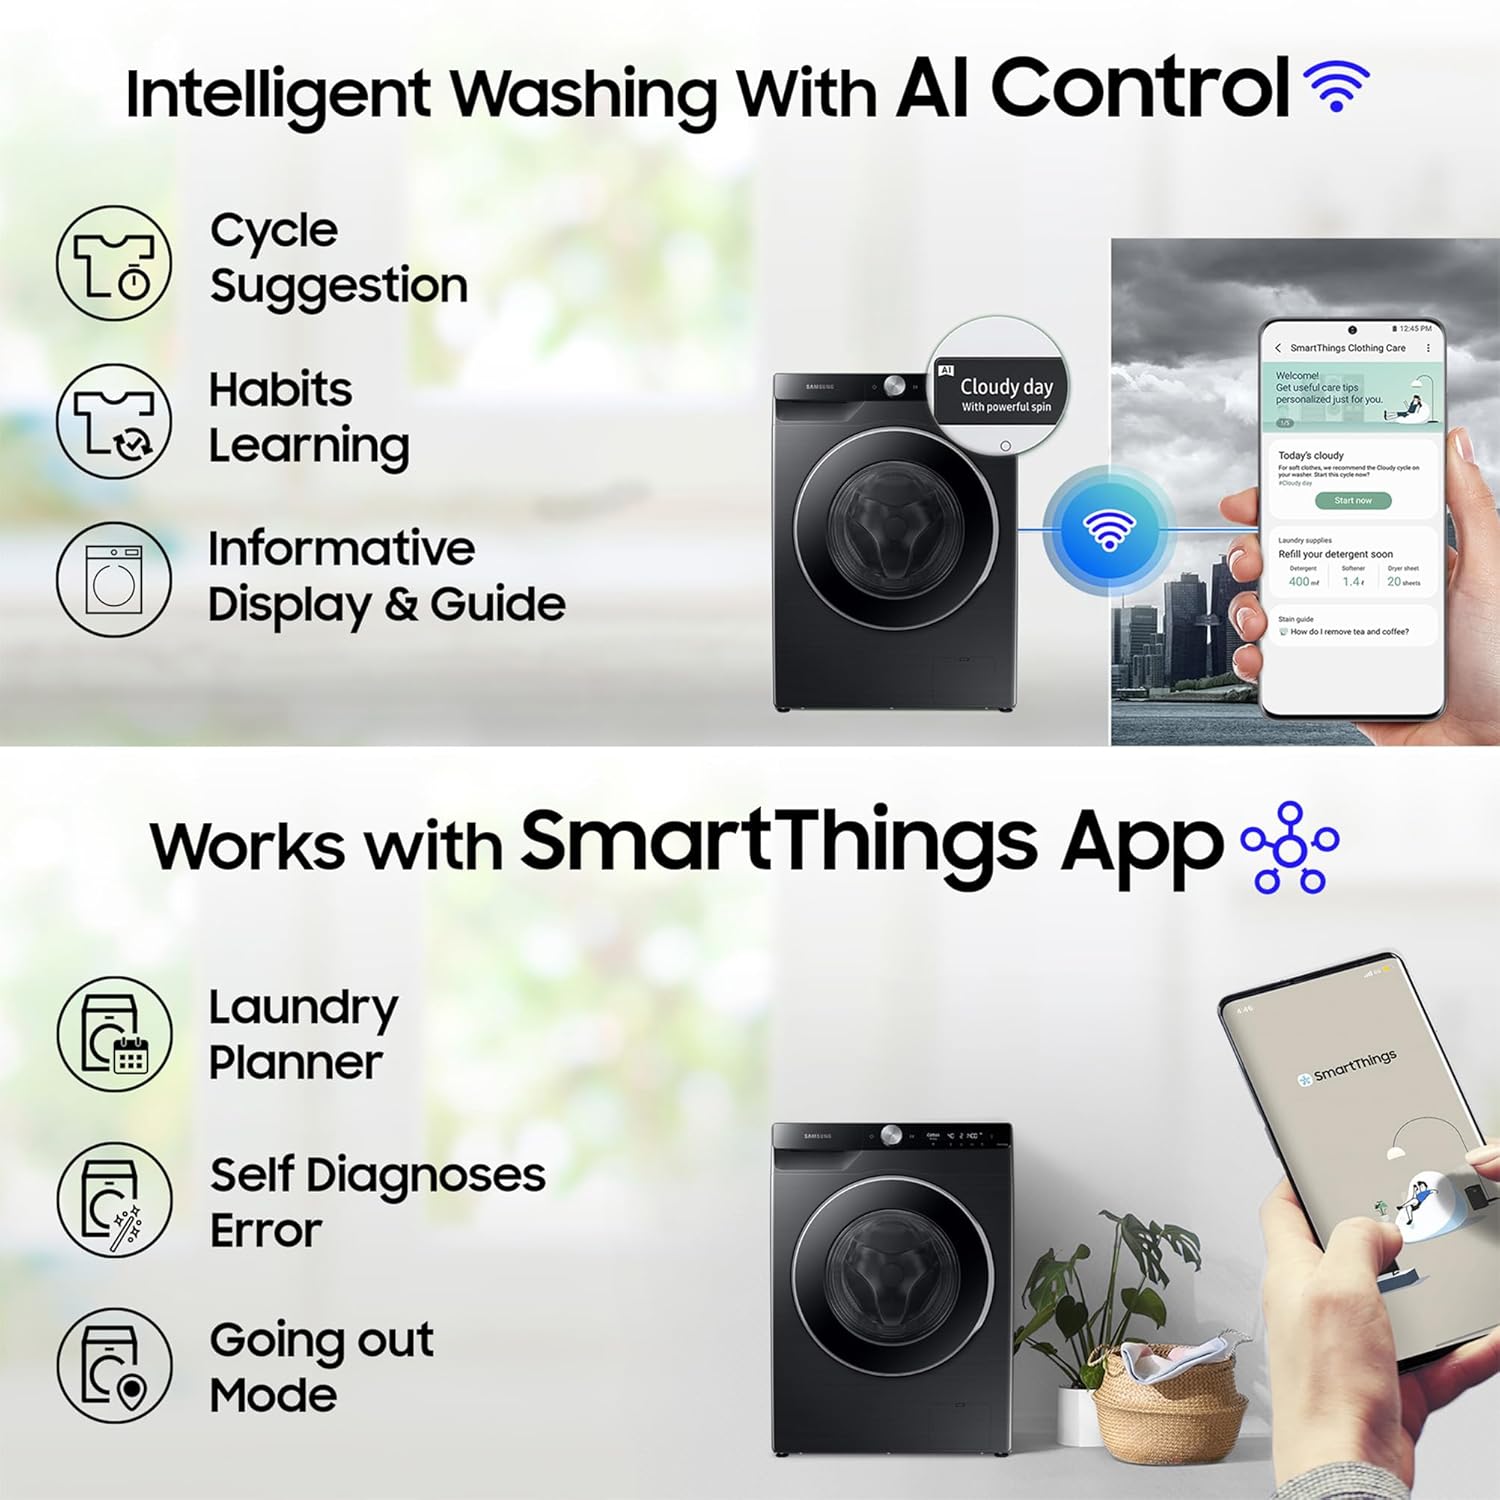 Intelligent Washing With AI Control
Cycle
Suggestion
Habits
Learning
Informative
Display & Guide
SAMSUNG
AI
Cloudy day
With powerful spin
12:45 PM
SmartThings Clothing Care
Welcome!
Get useful care tips
personalized just for you.
1/5
Today's cloudy
For soft clothes, we recommend the Cloudy cycle on
your washer. Start this cycle now?
#Cloudy day
Start now
Laundry supplies
Refill your detergent soon
Detergent Softener Dryer sheet
400 mℓ 1.4 ℓ 20 sheets
Stain guide
How do I remove tea and coffee?
Works with SmartThings App
Laundry
Planner
Self Diagnoses
Error
Going out
Mode
SAMSUNG
4:46
SmartThings